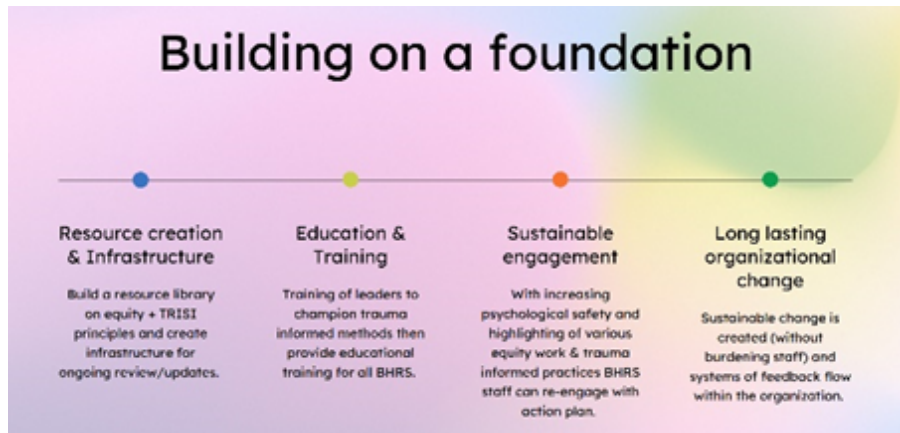 Building on a foundation
Resource creation
& Infrastructure
Build a resource library
on equity + TRISI
principles and create
infrastructure for
ongoing review/updates.
Education &
Training
Training of leaders to
champion trauma
informed methods then
provide educational
training for all BHRS.
Sustainable
engagement
With increasing
psychological safety and
highlighting of various
equity work & trauma
informed practices BHRS
staff can re-engage with
action plan.
Long lasting
organizational
change
Sustainable change is
created (without
burdening staff) and
systems of feedback flow
within the organization.